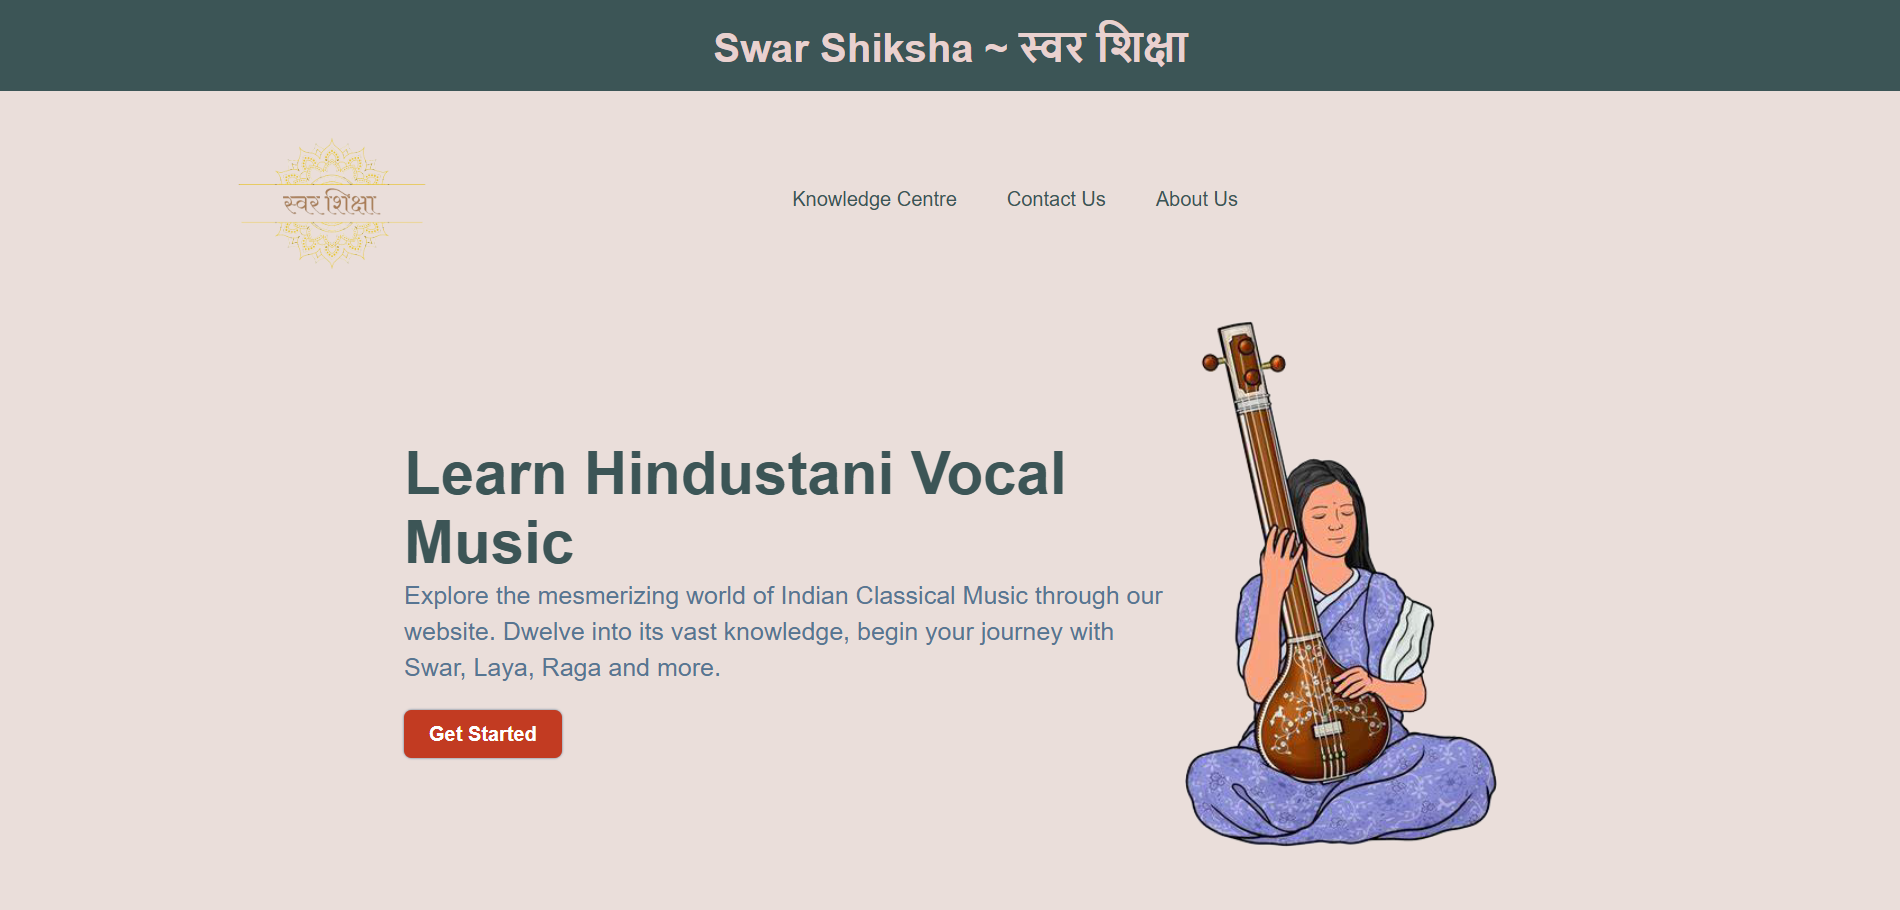 Swar Shiksha ~ स्वर शिक्षा
स्वर शिक्षा
Knowledge Centre
Contact Us
About Us
Learn Hindustani Vocal
Music
Explore the mesmerizing world of Indian Classical Music through our
website. Dwelve into its vast knowledge, begin your journey with
Swar, Laya, Raga and more.
Get Started